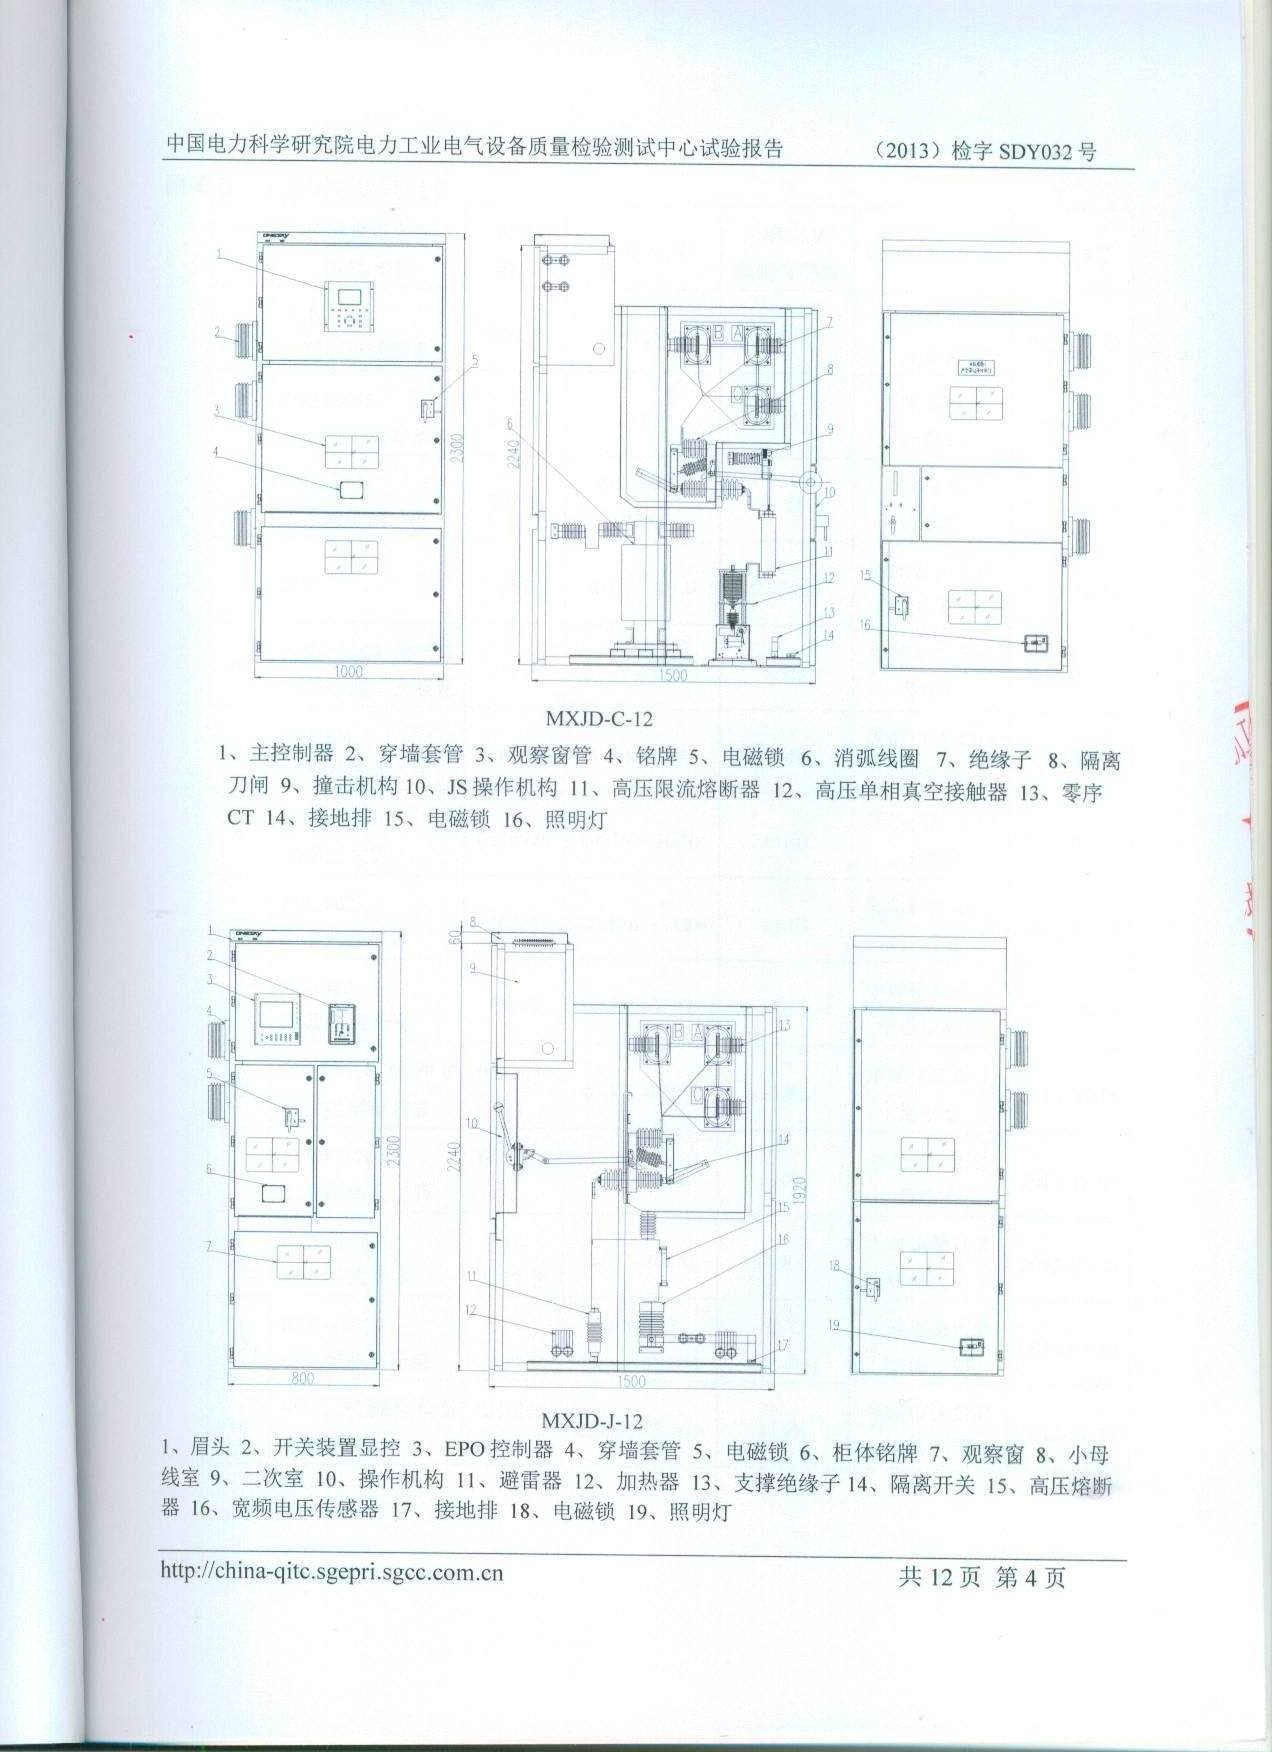 中国电力科学研究院电力工业电气设备质量检验测试中心试验报告 （2013）检字 SDY032 号
ONESKY
1
2
3
4
5
2300
1000
6
2240
B A
C
7
8
9
10
11
12
13
14
1500
15
16
MXJD-C-12
1、主控制器 2、穿墙套管 3、观察窗管 4、铭牌 5、电磁锁 6、消弧线圈 7、绝缘子 8、隔离
刀闸 9、撞击机构 10、JS 操作机构 11、高压限流熔断器 12、高压单相真空接触器 13、零序
CT 14、接地排 15、电磁锁 16、照明灯
ONESKY
1
2
3
4
5
6
7
2300
800
60
2240
8
9
10
11
12
B A
C
13
14
15
16
17
1920
1500
18
19
MXJD-J-12
1、眉头 2、开关装置显控 3、EPO 控制器 4、穿墙套管 5、电磁锁 6、柜体铭牌 7、观察窗 8、小母
线室 9、二次室 10、操作机构 11、避雷器 12、加热器 13、支撑绝缘子 14、隔离开关 15、高压熔断
器 16、宽频电压传感器 17、接地排 18、电磁锁 19、照明灯
http://china-qitc.sgepri.sgcc.com.cn 共 12 页 第 4 页